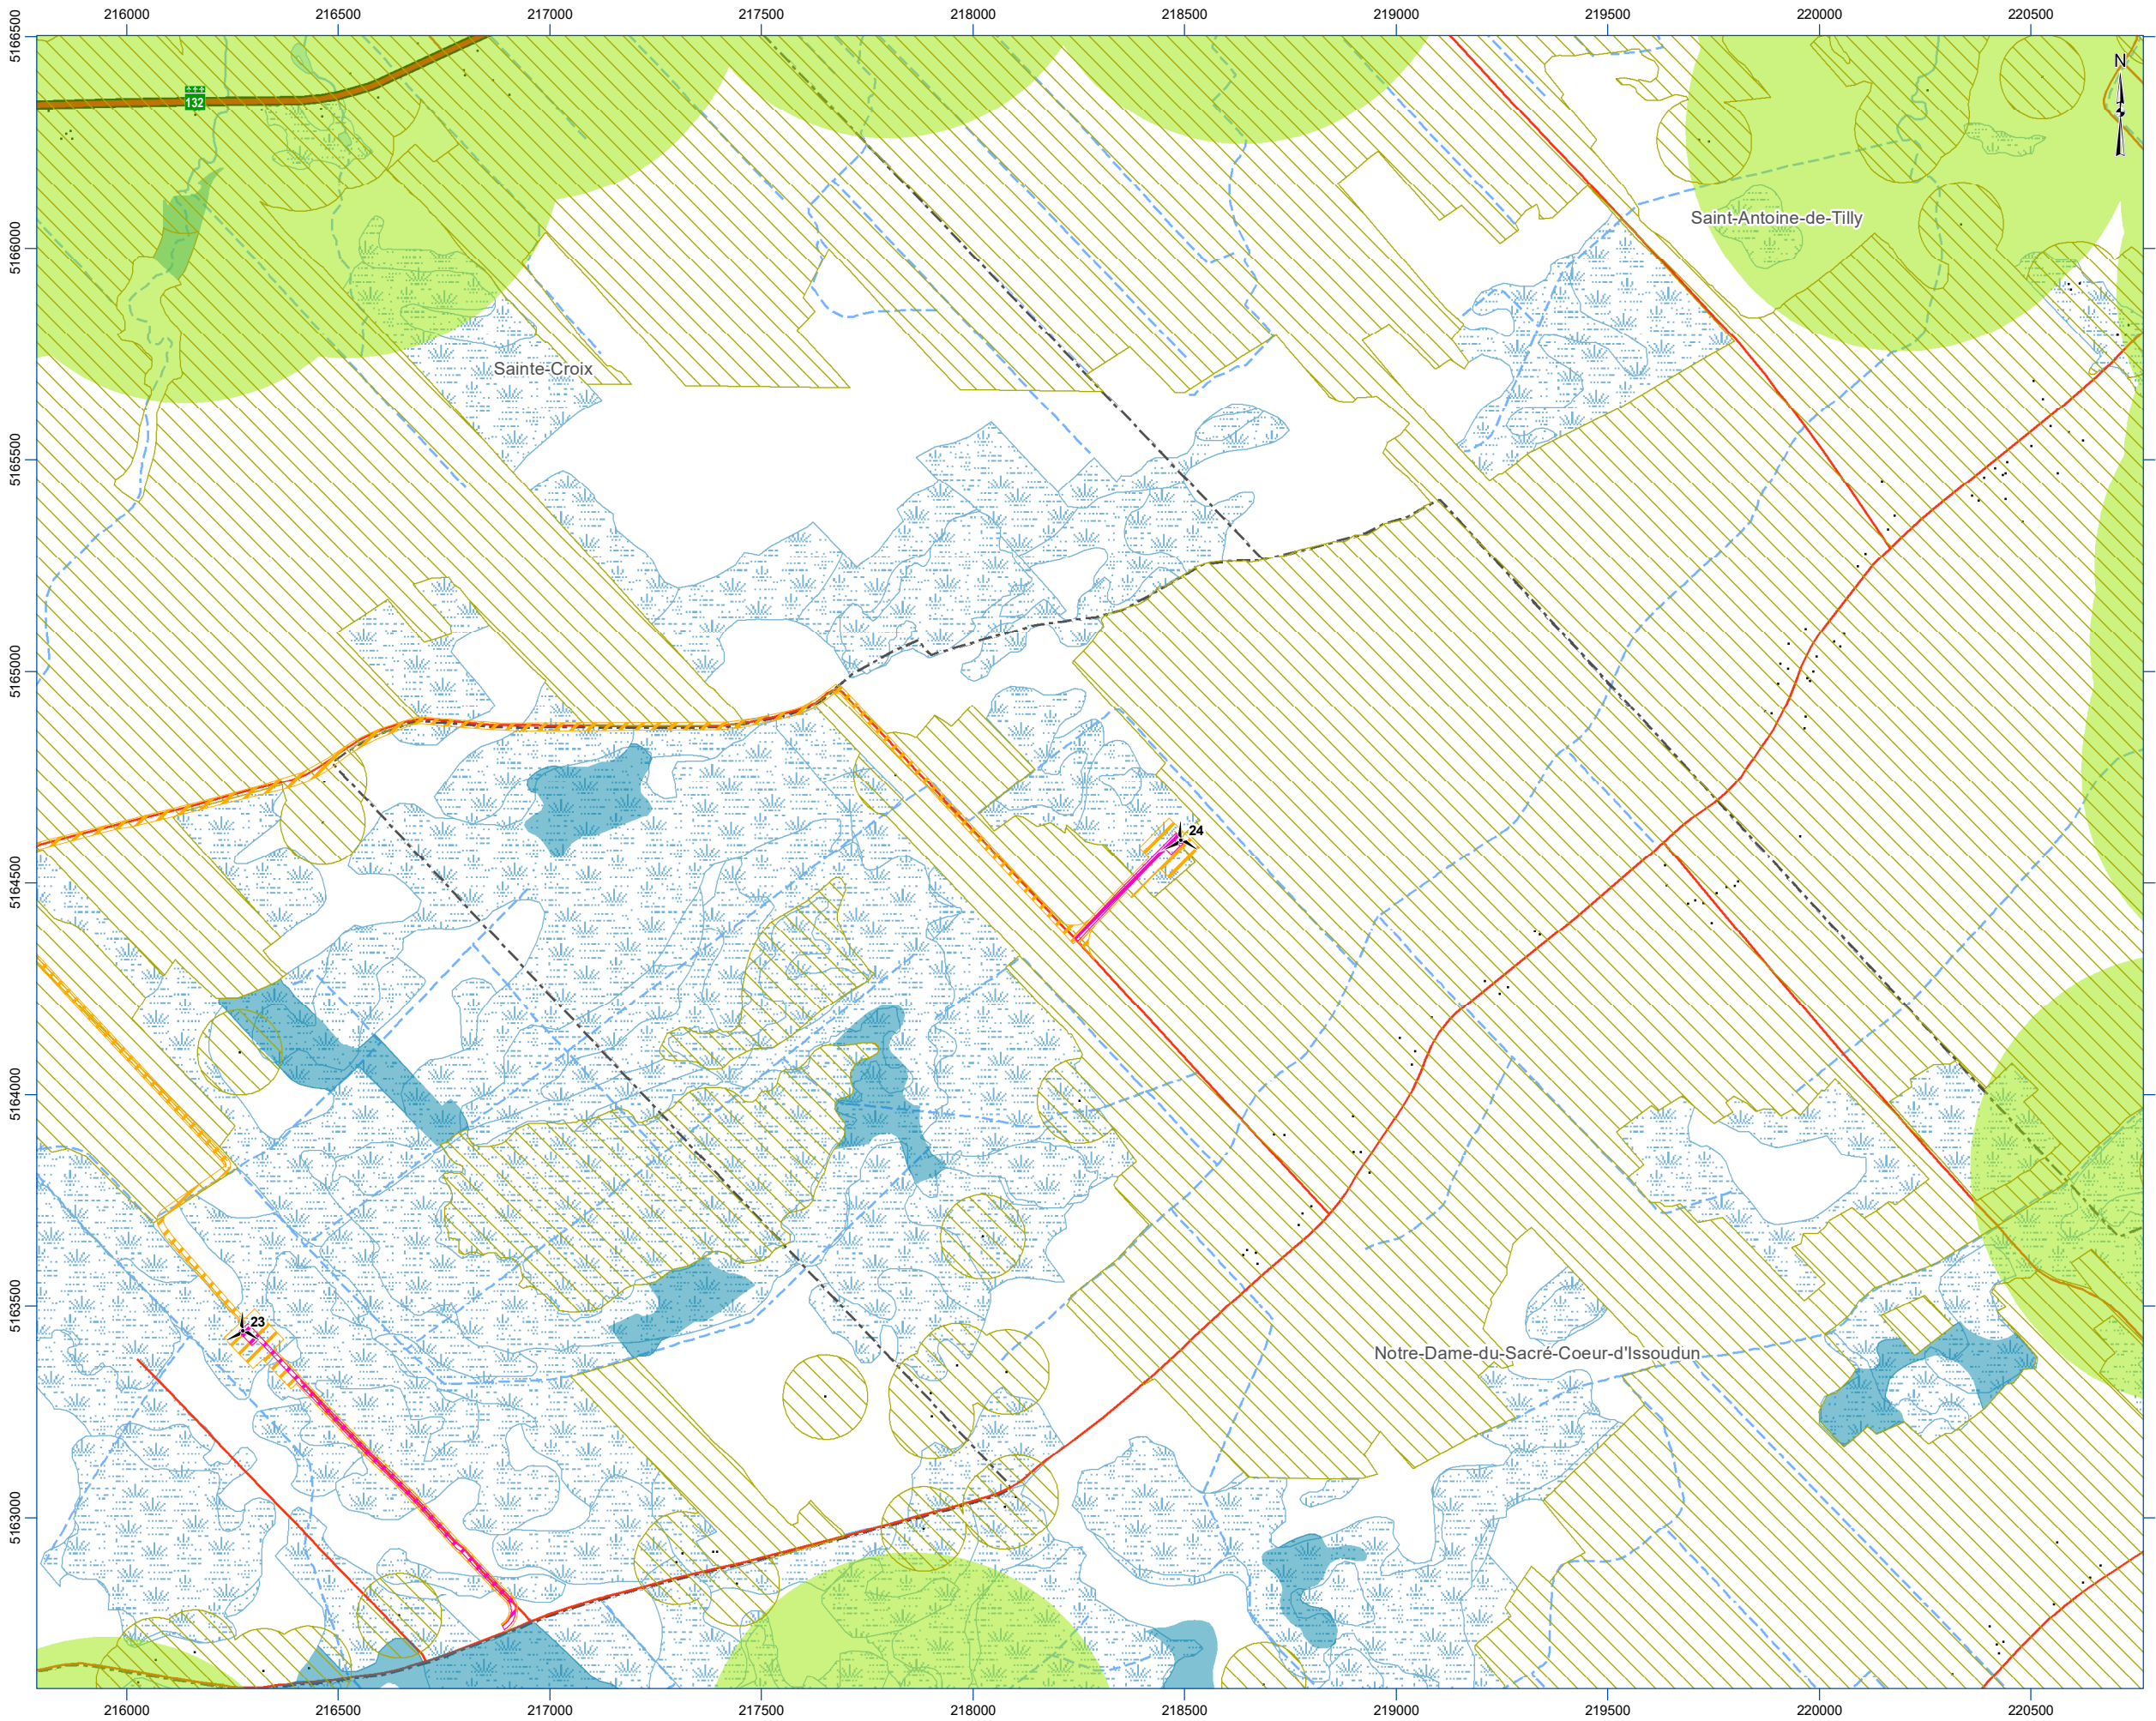 216000 216500 217000 217500 218000 218500 219000 219500 220000 220500
5166500
N
132
Saint-Antoine-de-Tilly
5166000
Sainte-Croix
5165500
5165000
24
5164500
5164000
23
5163500
Notre-Dame-du-Sacré-Coeur-d'Issoudun
5163000
216000 216500 217000 217500 218000 218500 219000 219500 220000 220500